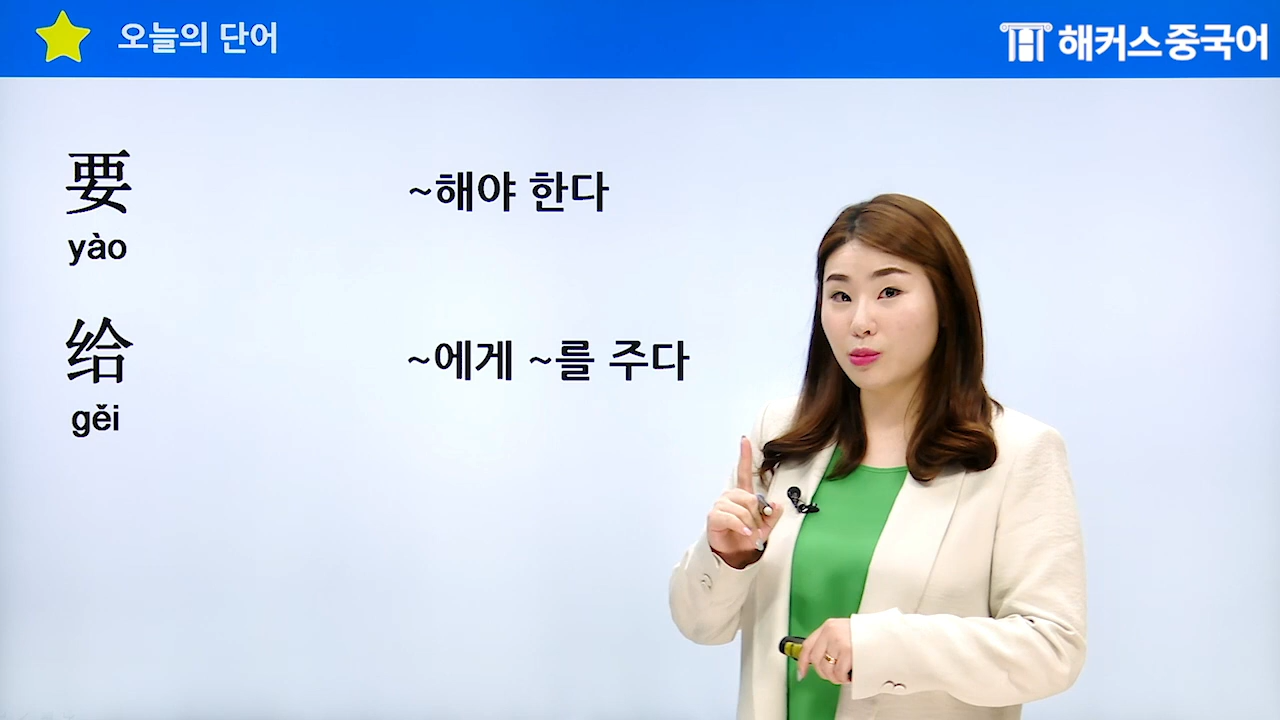 오늘의 단어
해커스중국어
要
~해야 한다
yào
给
~에게 ~를 주다
gěi